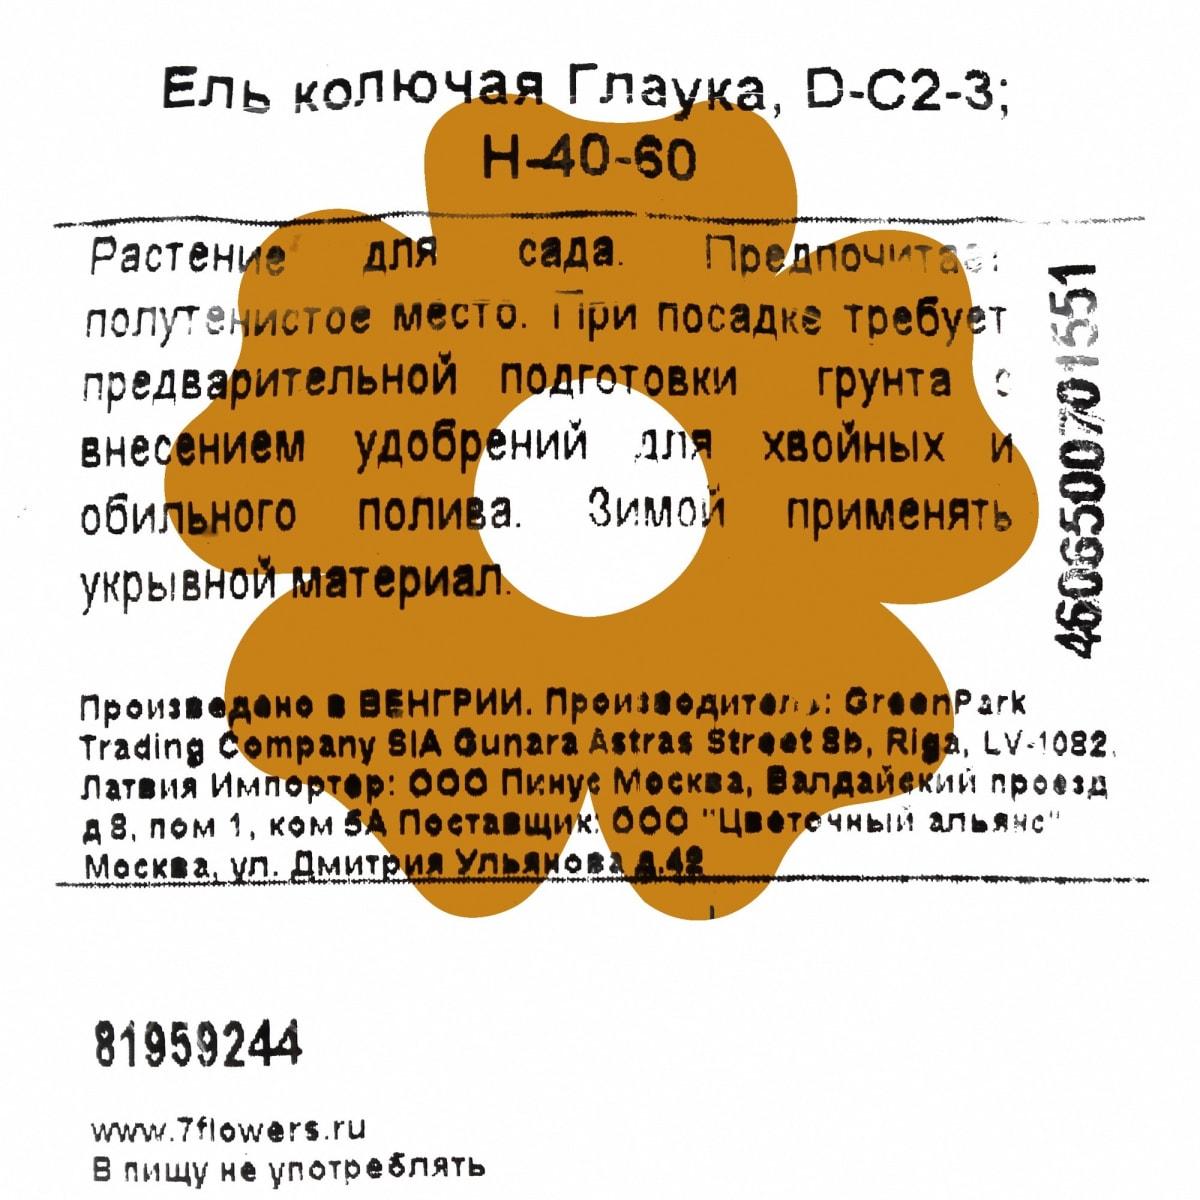 Ель колючая Глаука, D-C2-3;
H-40-60
Растение для сада. Предпочитает
полутенистое место. При посадке требует
предварительной подготовки грунта с
внесением удобрений для хвойных и
обильного полива. Зимой применять
укрывной материал.
4606500701551
Произведено в ВЕНГРИИ. Производитель: GreenPark
Trading Company SIA Gunara Astras Street 8b, Riga, LV-1082,
Латвия Импортер: ООО Пинус Москва, Валдайский проезд
д8, пом 1, ком 5А Поставщик: ООО "Цветочный альянс"
Москва, ул. Дмитрия Ульянова д.42
81959244
www.7flowers.ru
В пищу не употреблять